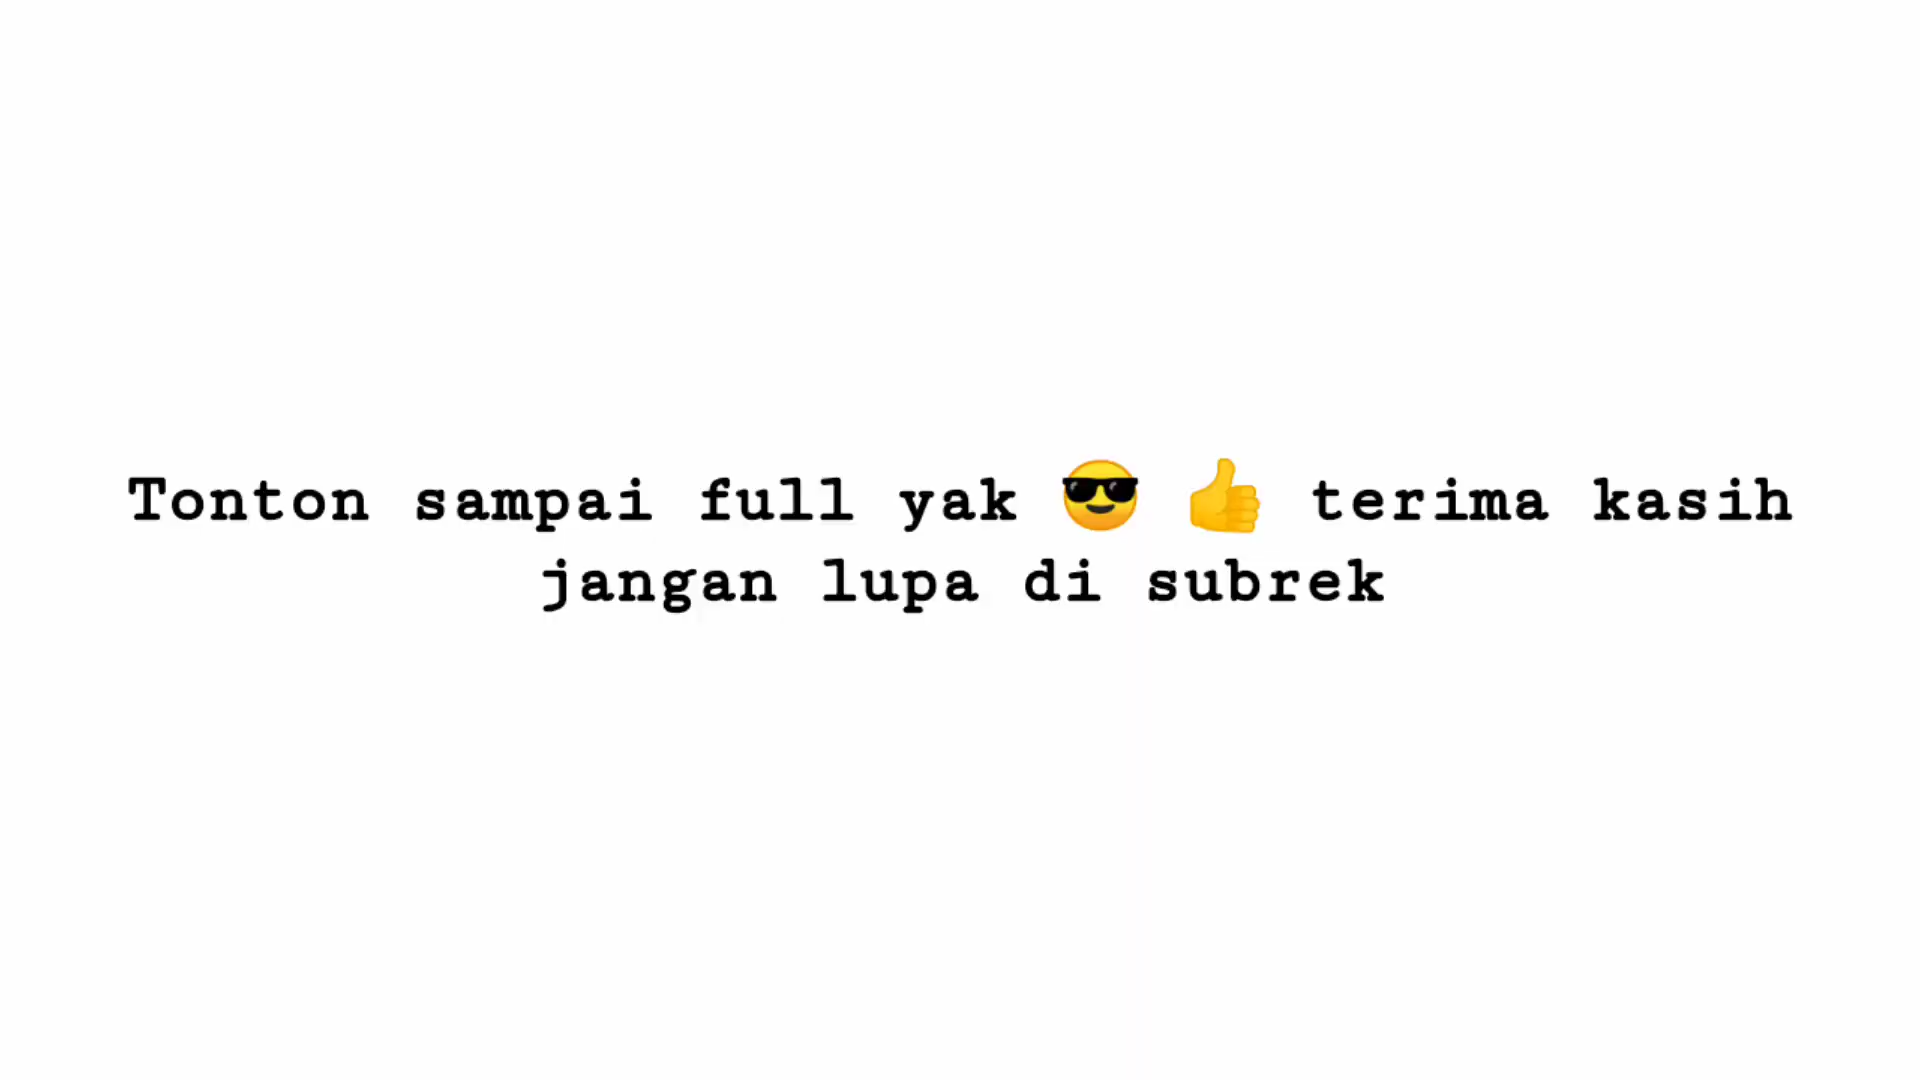 Tonton sampai full yak 😎 👍 terima kasih
jangan lupa di subrek